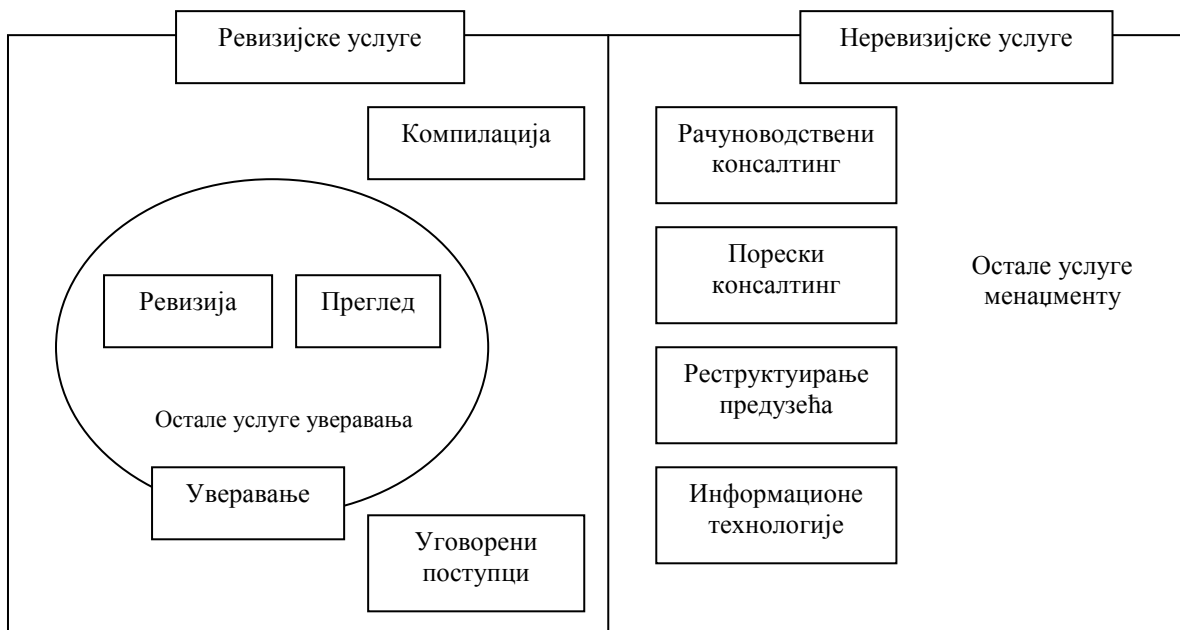 Ревизијске услуге
Неревизијске услуге
Компилација
Ревизија
Преглед
Остале услуге уверавања
Уверавање
Уговорени
поступци
Рачуноводствени
консалтинг
Порески
консалтинг
Реструктуирање
предузећа
Информационе
технологије
Остале услуге
менаџменту